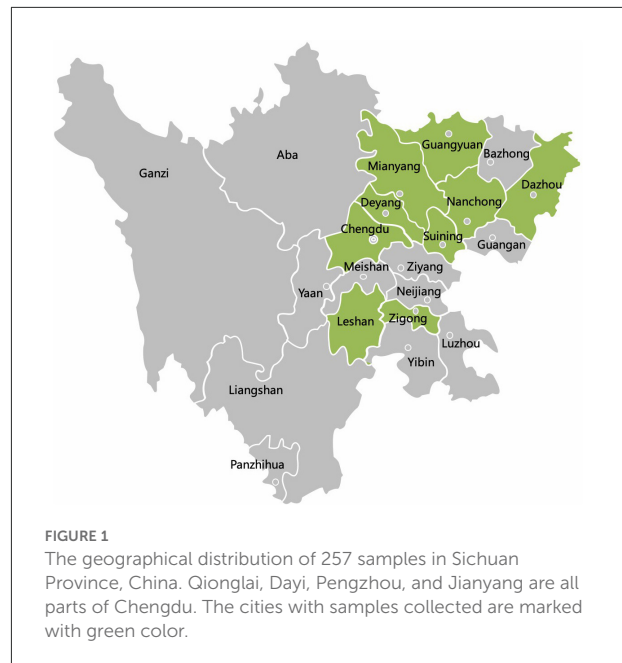 Guangyuan
Bazhong
Aba
Mianyang
Ganzi
Dazhou
Deyang
Nanchong
Chengdu
Suining
Guangan
Meishan
Ziyang
Yaan
Neijiang
Leshan
Zigong
Luzhou
Yibin
Liangshan
Panzhihua
FIGURE 1
The geographical distribution of 257 samples in Sichuan
Province, China. Qionglai, Dayi, Pengzhou, and Jianyang are all
parts of Chengdu. The cities with samples collected are marked
with green color.